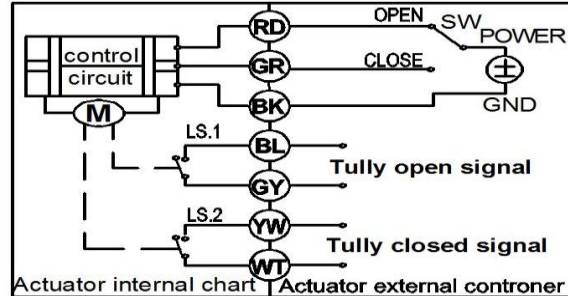 RD OPEN SW POWER
control circuit
GR CLOSE
GND
BK
M
LS.1 BL
Tully open signal
GY
LS.2 YW
Tully closed signal
WT
Actuator internal chart Actuator external controner